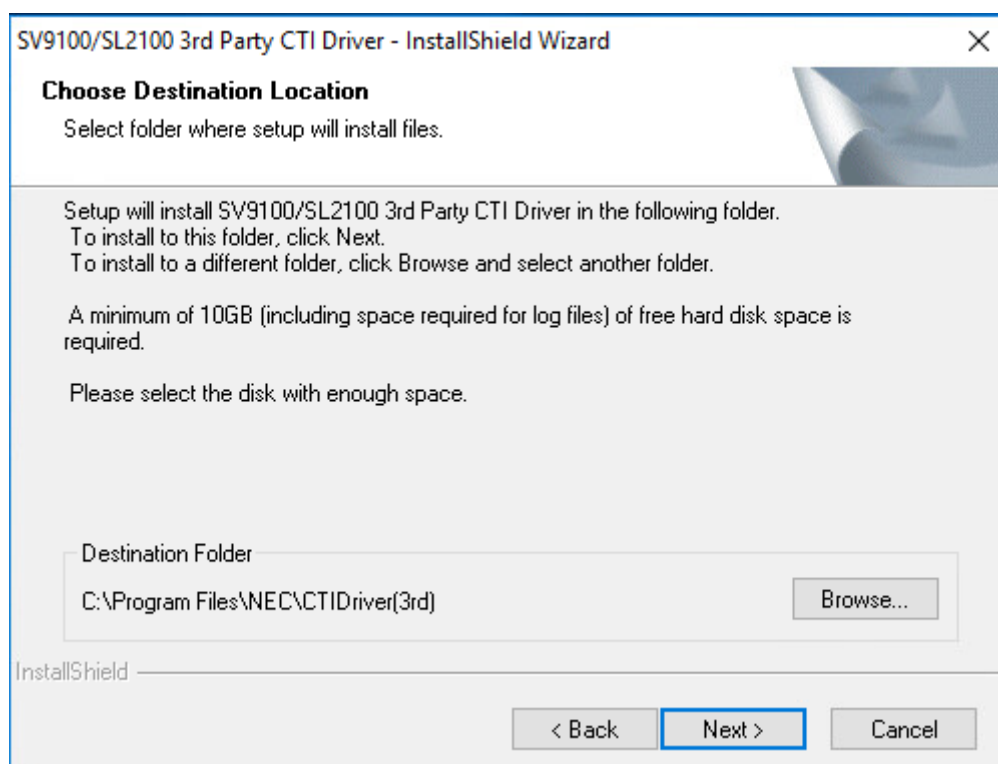 SV9100/SL2100 3rd Party CTI Driver - InstallShield Wizard
Choose Destination Location
Select folder where setup will install files.
Setup will install SV9100/SL2100 3rd Party CTI Driver in the following folder.
To install to this folder, click Next.
To install to a different folder, click Browse and select another folder.
A minimum of 10GB (including space required for log files) of free hard disk space is
required.
Please select the disk with enough space.
Destination Folder
C:\Program Files\NEC\CTIDriver(3rd)
Browse...
InstallShield
< Back
Next >
Cancel